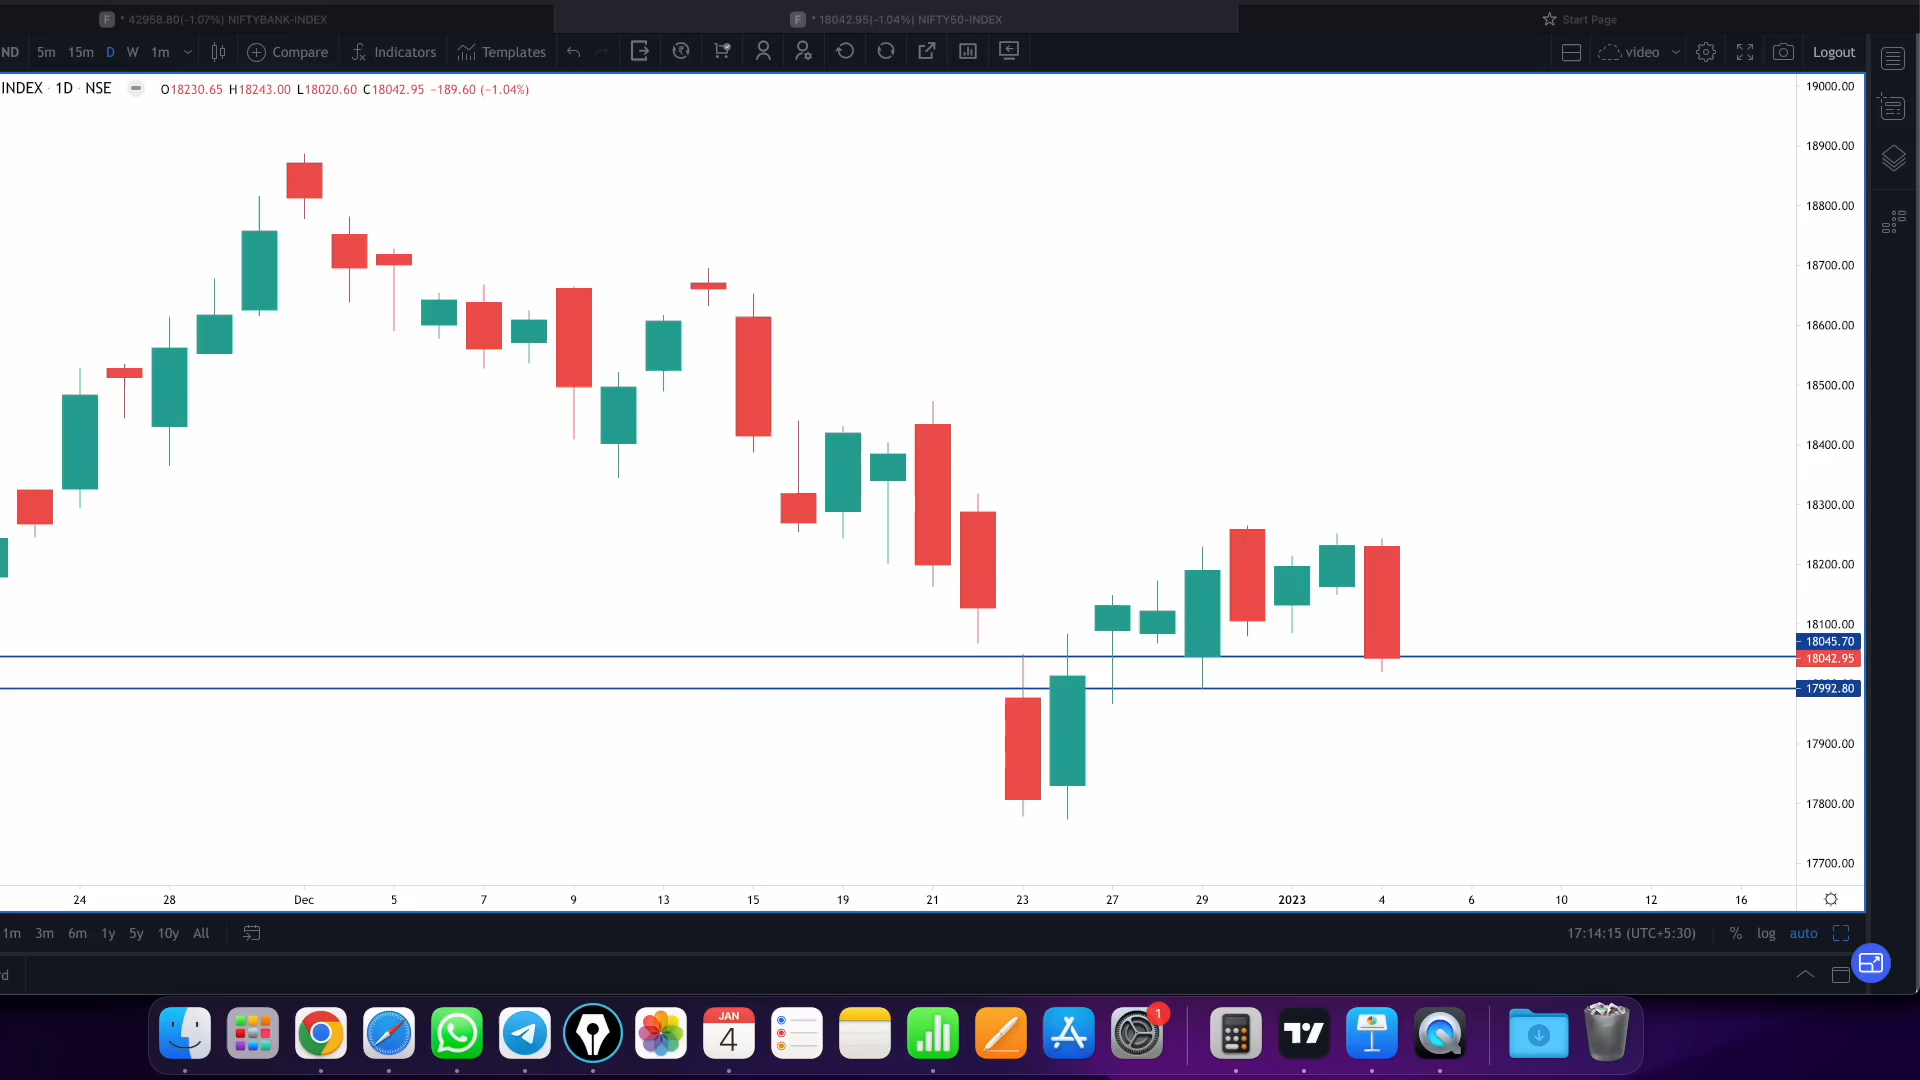 * 42958.80(-1.07%) NIFTYBANK-INDEX
* 18042.95(-1.04%) NIFTY50-INDEX
Start Page
ND 5m 15m D W 1m Compare Indicators Templates video Logout
INDEX · 1D · NSE O18230.65 H18243.00 L18020.60 C18042.95 −189.60 (−1.04%)
19000.00
18900.00
18800.00
18700.00
18600.00
18500.00
18400.00
18300.00
18200.00
18100.00
18045.70
18042.95
17992.80
17900.00
17800.00
17700.00
24 28 Dec 5 7 9 13 15 19 21 23 27 29 2023 4 6 10 12 16
1m 3m 6m 1y 5y 10y All 17:14:15 (UTC+5:30) % log auto
d
JAN
4
1